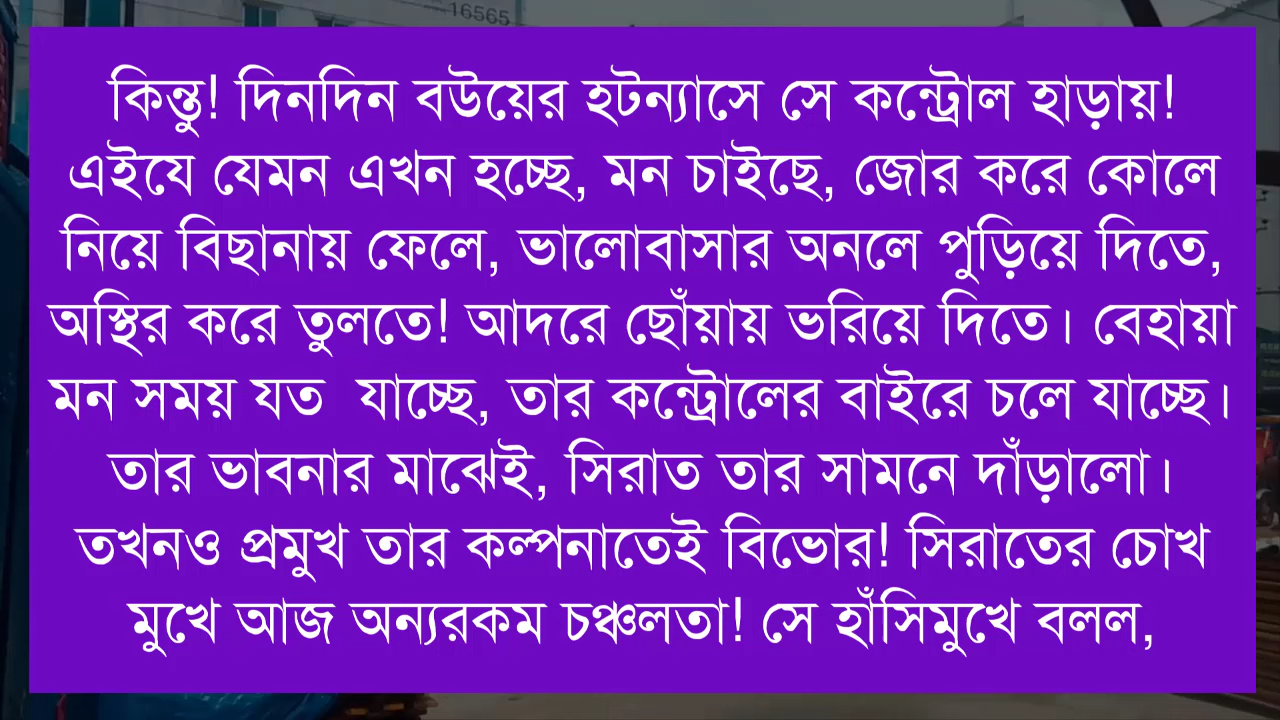 16565
কিন্তু! দিনদিন বউয়ের হটন্যাসে সে কন্ট্রোল হাড়ায়!
এইযে যেমন এখন হচ্ছে, মন চাইছে, জোর করে কোলে
নিয়ে বিছানায় ফেলে, ভালোবাসার অনলে পুড়িয়ে দিতে,
অস্থির করে তুলতে! আদরে ছোঁয়ায় ভরিয়ে দিতে। বেহায়া
মন সময় যত  যাচ্ছে, তার কন্ট্রোলের বাইরে চলে যাচ্ছে।
তার ভাবনার মাঝেই, সিরাত তার সামনে দাঁড়ালো।
তখনও প্রমুখ তার কল্পনাতেই বিভোর! সিরাতের চোখ
মুখে আজ অন্যরকম চঞ্চলতা! সে হাঁসিমুখে বলল,